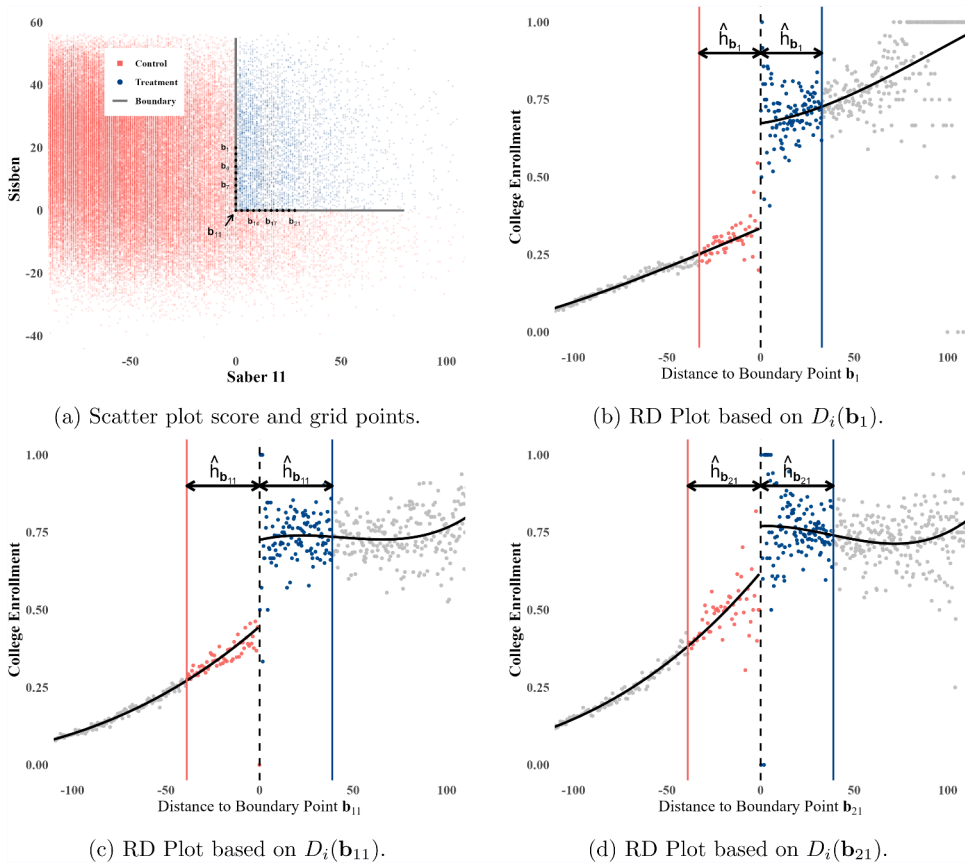 60
40
20
0
-20
-40
Sisben
Control
Treatment
Boundary
b₁
b₄
b₇
b₁₁
b₁₄
b₁₇
b₂₁
-50
0
50
100
Saber 11
(a) Scatter plot score and grid points.
1.00
0.75
0.50
0.25
0.00
College Enrollment
ĥb₁
ĥb₁
-100
-50
0
50
100
Distance to Boundary Point b₁
(b) RD Plot based on Dᵢ(b₁).
1.00
0.75
0.50
0.25
0.00
College Enrollment
ĥb₁₁
ĥb₁₁
-100
-50
0
50
100
Distance to Boundary Point b₁₁
(c) RD Plot based on Dᵢ(b₁₁).
1.00
0.75
0.50
0.25
0.00
College Enrollment
ĥb₂₁
ĥb₂₁
-100
-50
0
50
100
Distance to Boundary Point b₂₁
(d) RD Plot based on Dᵢ(b₂₁).